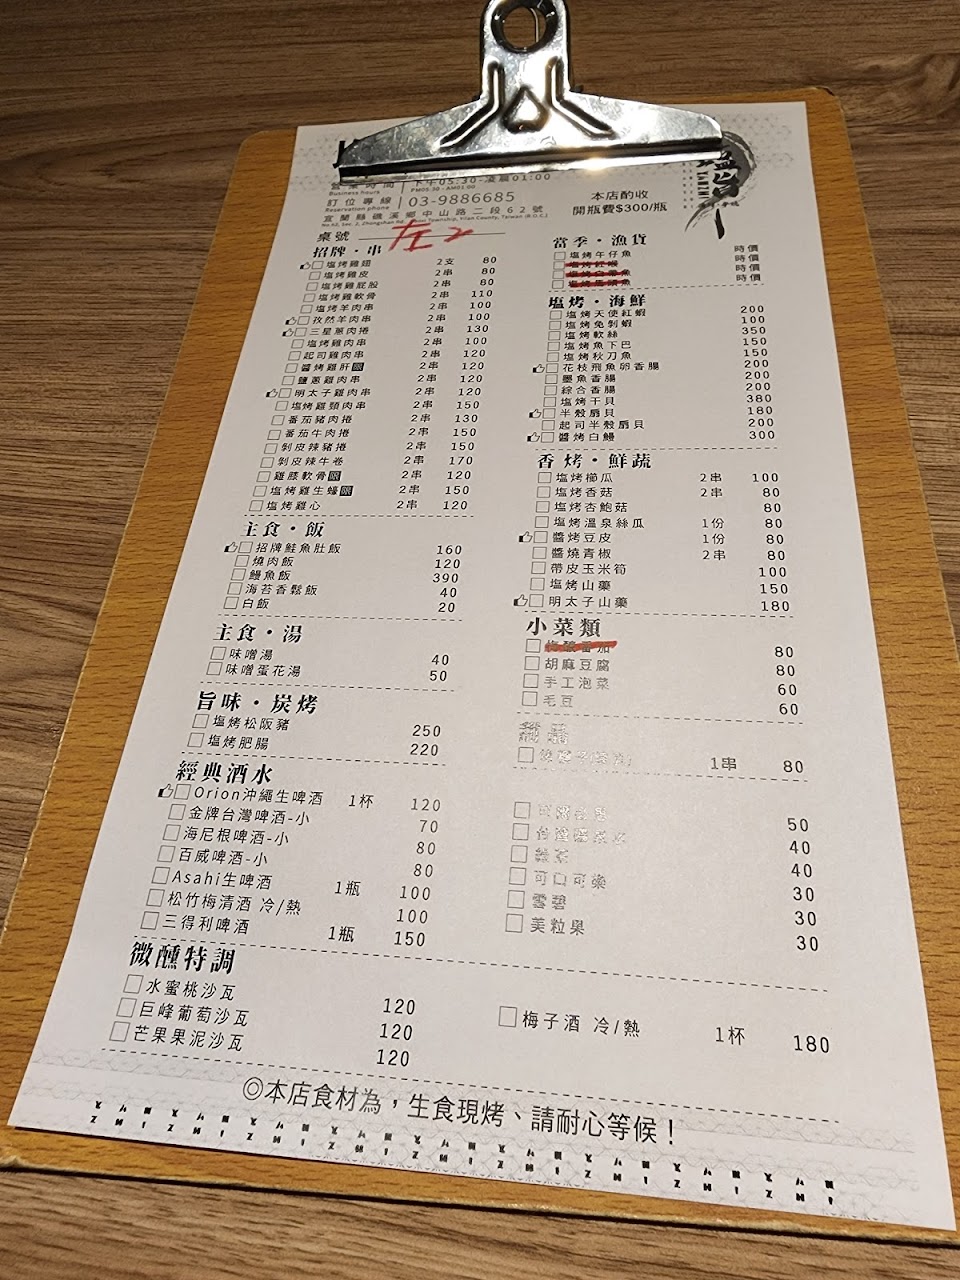 營業時間 下午05:30-凌晨01:00
Business hours PM05:30 - AM01:00
訂位專線 03-9886685
Reservation phone
宜蘭縣礁溪鄉中山路二段62號
本店酌收
開瓶費$300/瓶
桌號 左2
招牌・串
塩烤雞翅 2支 80
塩烤雞皮 2串 80
塩烤雞屁股 2串 80
塩烤雞軟骨 2串 110
塩烤羊肉串 2串 100
孜然羊肉串 2串 100
三星蔥肉捲 2串 130
塩烤雞肉串 2串 100
起司雞肉串 2串 120
醬烤雞肝限 2串 120
鹽蔥雞肉串 2串 120
明太子雞肉串 2串 120
塩烤雞頸肉串 2串 150
番茄豬肉捲 2串 130
番茄牛肉捲 2串 150
剝皮辣豬捲 2串 150
剝皮辣牛卷 2串 170
雞膝軟骨限 2串 120
塩烤雞生蠔限 2串 150
塩烤雞心 2串 120
主食・飯
招牌鮭魚肚飯 160
燒肉飯 120
鰻魚飯 390
海苔香鬆飯 40
白飯 20
主食・湯
味噌湯 40
味噌蛋花湯 50
旨味・炭烤
塩烤松阪豬 250
塩烤肥腸 220
經典酒水
Orion沖繩生啤酒 1杯 120
金牌台灣啤酒-小 70
海尼根啤酒-小 80
百威啤酒-小 80
Asahi生啤酒 1瓶 100
松竹梅清酒 冷/熱 100
三得利啤酒 1瓶 150
微醺特調
水蜜桃沙瓦 120
巨峰葡萄沙瓦 120
芒果果泥沙瓦 120
當季・漁貨
塩烤午仔魚 時價
塩烤紅喉 時價
塩烤白帶魚 時價
塩烤馬頭魚 時價
塩烤・海鮮
塩烤天使紅蝦 200
塩烤免剝蝦 100
塩烤軟絲 350
塩烤魚下巴 150
塩烤秋刀魚 150
花枝飛魚卵香腸 200
墨魚香腸 200
綜合香腸 200
塩烤干貝 380
半殼扇貝 180
起司半殼扇貝 200
醬烤白鰻 300
香烤・鮮蔬
塩烤櫛瓜 2串 100
塩烤香菇 2串 80
塩烤杏鮑菇 80
塩烤溫泉絲瓜 1份 80
醬烤豆皮 1份 80
醬燒青椒 2串 80
帶皮玉米筍 100
塩烤山藥 150
明太子山藥 180
小菜類
梅酸番茄 80
胡麻豆腐 80
手工泡菜 60
毛豆 60
1串 80
50
40
綠茶 40
可口可樂 30
雪碧 30
美粒果 30
梅子酒 冷/熱 1杯 180
◎本店食材為，生食現烤、請耐心等候！